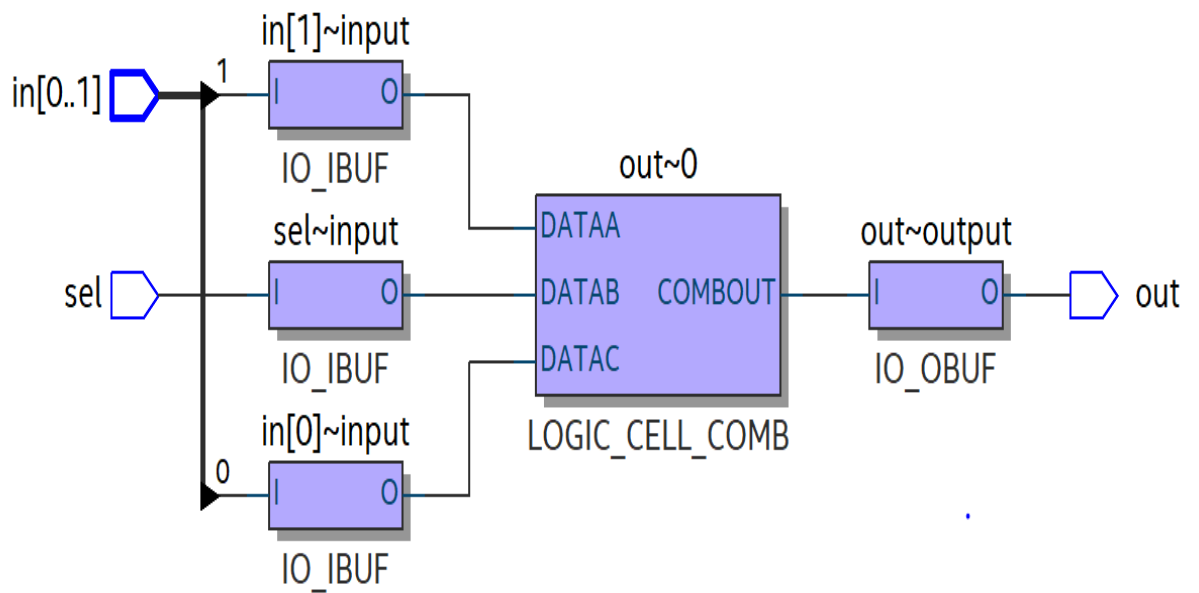 in[1]~input
in[0..1]
1
I
O
IO_IBUF
out~0
DATAA
sel~input
out~output
sel
I
O
DATAB
COMBOUT
I
O
out
IO_IBUF
DATAC
IO_OBUF
in[0]~input
LOGIC_CELL_COMB
0
I
O
IO_IBUF